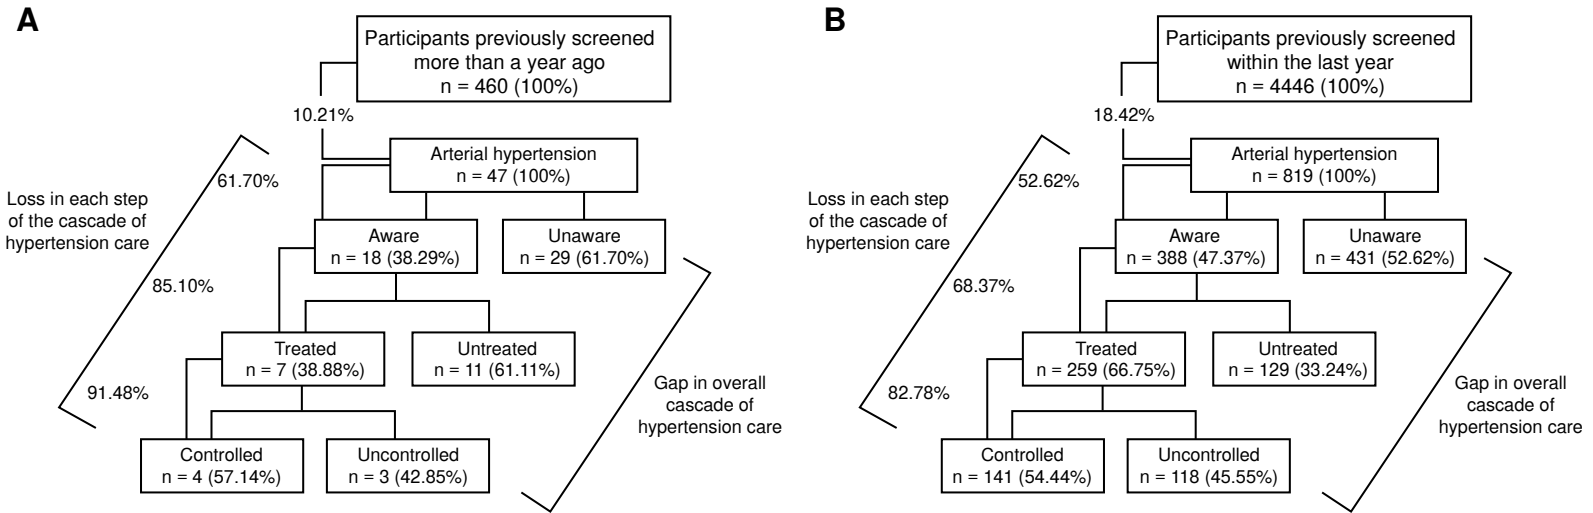 A
Participants previously screened
more than a year ago
n = 460 (100%)
10.21%
Arterial hypertension
n = 47 (100%)
61.70%
Loss in each step
of the cascade of
hypertension care
Aware
n = 18 (38.29%)
Unaware
n = 29 (61.70%)
85.10%
Treated
n = 7 (38.88%)
Untreated
n = 11 (61.11%)
91.48%
Gap in overall
cascade of
hypertension care
Controlled
n = 4 (57.14%)
Uncontrolled
n = 3 (42.85%)
B
Participants previously screened
within the last year
n = 4446 (100%)
18.42%
Arterial hypertension
n = 819 (100%)
52.62%
Loss in each step
of the cascade of
hypertension care
Aware
n = 388 (47.37%)
Unaware
n = 431 (52.62%)
68.37%
Treated
n = 259 (66.75%)
Untreated
n = 129 (33.24%)
82.78%
Gap in overall
cascade of
hypertension care
Controlled
n = 141 (54.44%)
Uncontrolled
n = 118 (45.55%)